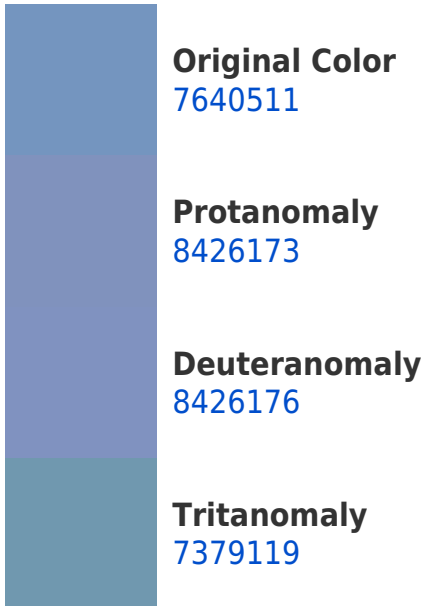 Original Color
7640511
Protanomaly
8426173
Deuteranomaly
8426176
Tritanomaly
7379119